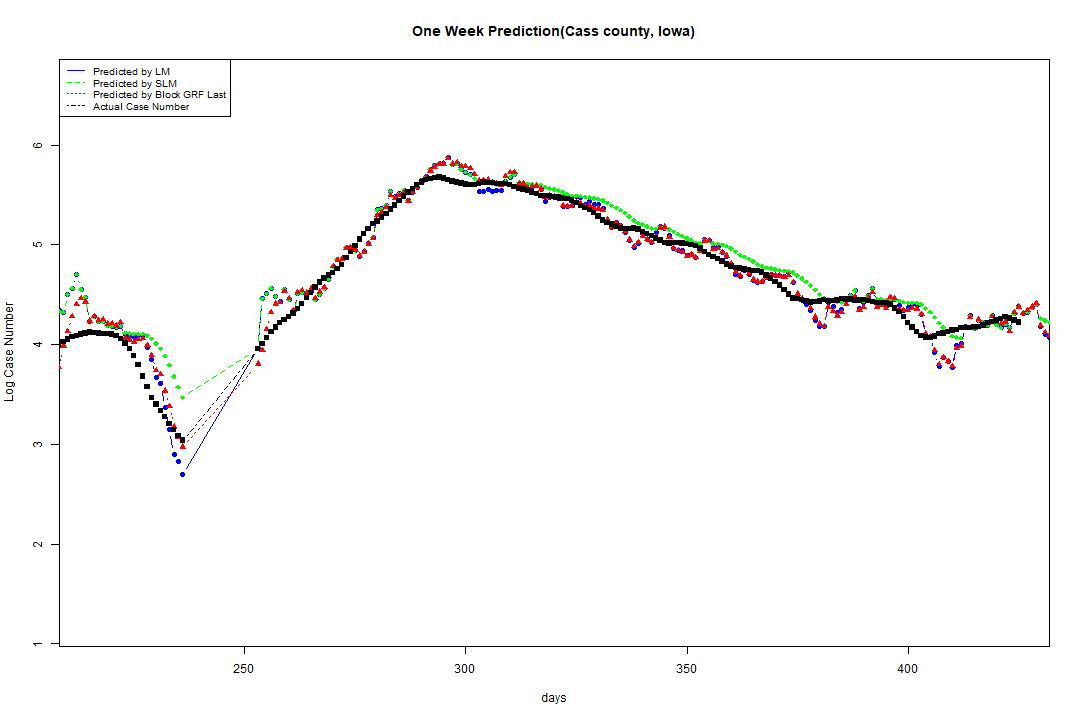 One Week Prediction(Cass county, Iowa)
Predicted by LM
Predicted by SLM
Predicted by Block GRF Last
Actual Case Number
6
5
4
3
2
1
Log Case Number
250 300 350 400
days